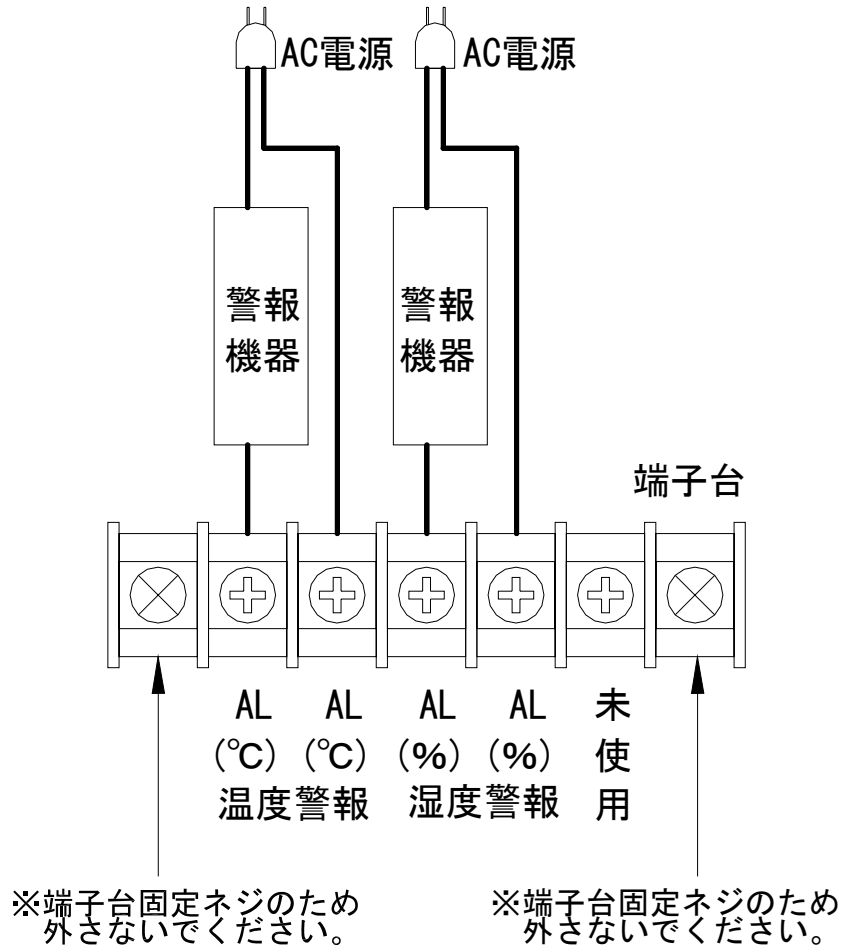 AC電源 AC電源
警報 警報
機器 機器
端子台
AL AL AL AL 未
(℃) (℃) (%) (%) 使
温度警報 湿度警報 用
※端子台固定ネジのため ※端子台固定ネジのため
外さないでください。 外さないでください。